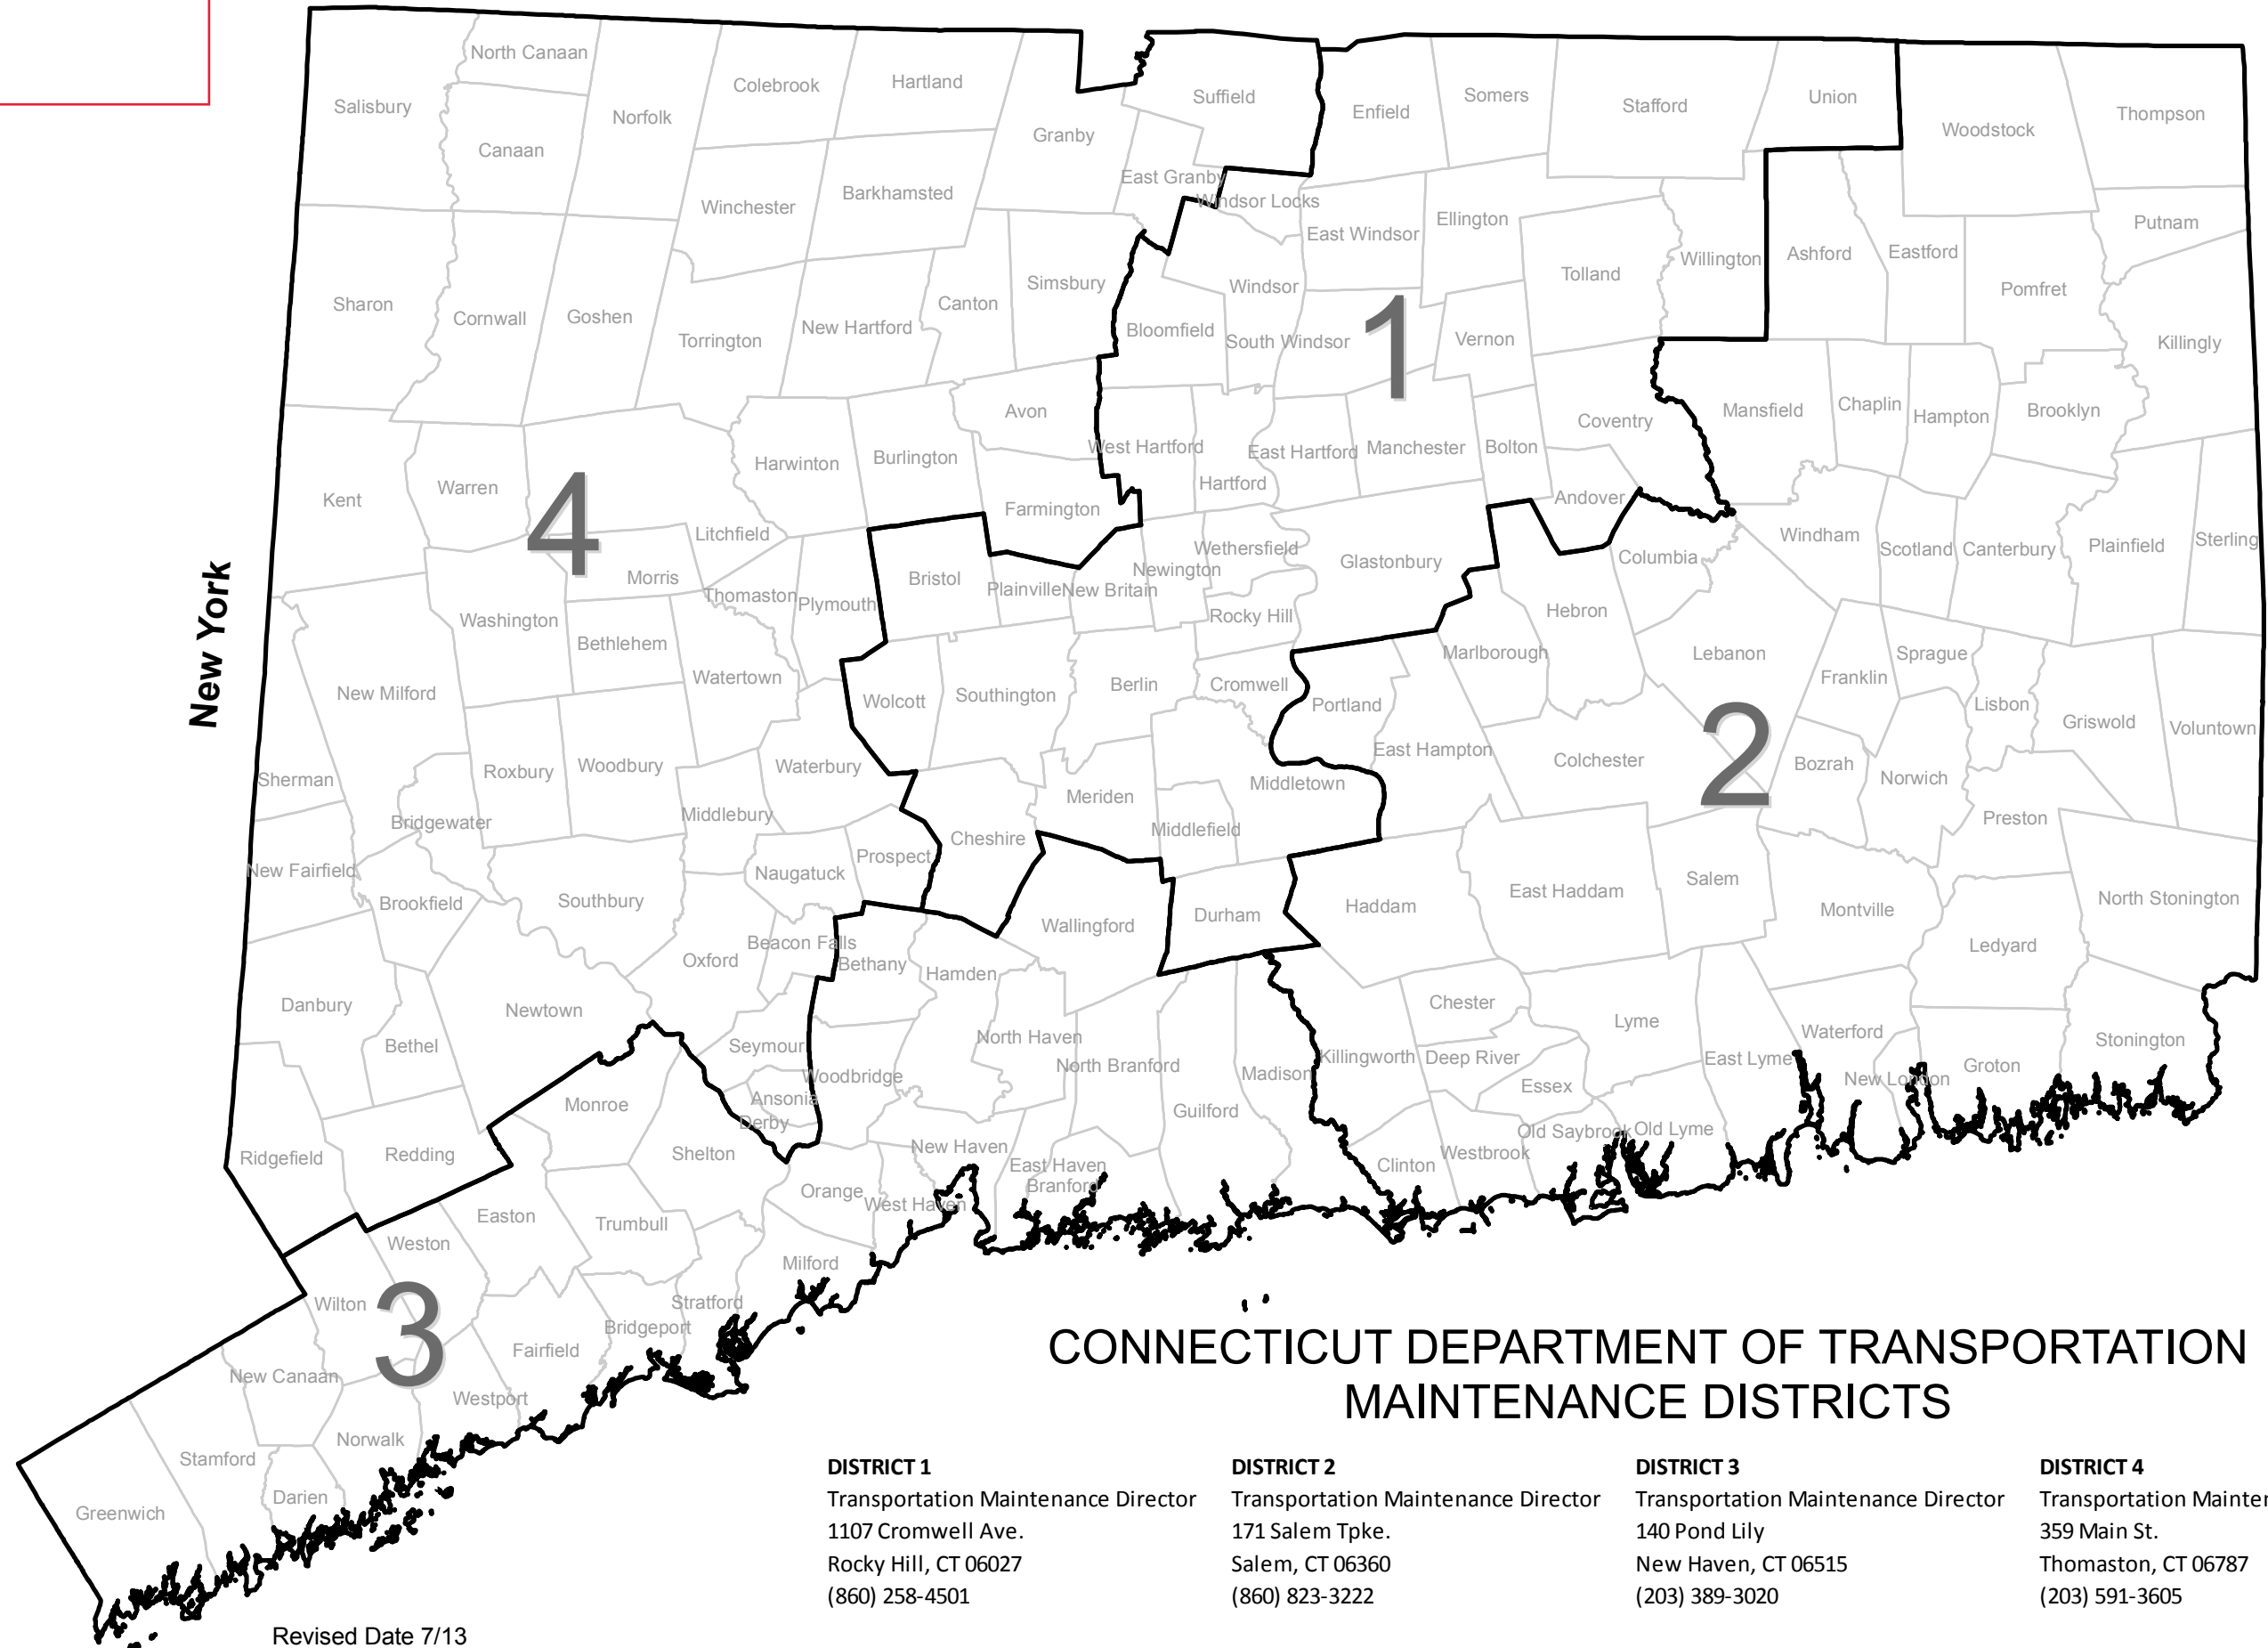 North Canaan
Colebrook
Hartland
Salisbury
Norfolk
Canaan
Granby
Suffield
Enfield
Somers
Stafford
Union
Woodstock
Thompson
East Granby
Windsor Locks
Winchester
Barkhamsted
East Windsor
Ellington
Putnam
Sharon
Cornwall
Goshen
Torrington
New Hartford
Canton
Simsbury
Bloomfield
Windsor
South Windsor
1
Vernon
Tolland
Willington
Ashford
Eastford
Pomfret
Killingly
Avon
Kent
Warren
4
Litchfield
Harwinton
Burlington
Farmington
West Hartford
Hartford
East Hartford
Manchester
Bolton
Coventry
Andover
Mansfield
Chaplin
Hampton
Brooklyn
New York
Washington
Morris
Bethlehem
Thomaston
Plymouth
Bristol
Plainville
New Britain
Newington
Wethersfield
Rocky Hill
Glastonbury
Hebron
Columbia
Windham
Scotland
Canterbury
Plainfield
Sterling
New Milford
Watertown
Wolcott
Southington
Berlin
Cromwell
Portland
Marlborough
Lebanon
Franklin
Sprague
Lisbon
Griswold
Voluntown
Sherman
Roxbury
Woodbury
Waterbury
Middlebury
Bridgewater
Meriden
Middletown
Middlefield
East Hampton
Colchester
2
Bozrah
Norwich
Preston
New Fairfield
Brookfield
Southbury
Naugatuck
Prospect
Cheshire
Wallingford
Durham
Haddam
East Haddam
Salem
Montville
North Stonington
Ledyard
Danbury
Bethel
Newtown
Oxford
Beacon Falls
Bethany
Hamden
Chester
Lyme
Waterford
Stonington
Seymour
Woodbridge
North Haven
North Branford
Madison
Killingworth
Deep River
Essex
East Lyme
New London
Groton
Ridgefield
Redding
Monroe
Shelton
Ansonia
Derby
New Haven
East Haven
Branford
Guilford
Clinton
Westbrook
Old Saybrook
Old Lyme
Orange
West Haven
Easton
Trumbull
Weston
Milford
Wilton
3
Fairfield
Bridgeport
Stratford
New Canaan
Westport
Norwalk
Stamford
Darien
Greenwich
CONNECTICUT DEPARTMENT OF TRANSPORTATION
MAINTENANCE DISTRICTS
DISTRICT 1
Transportation Maintenance Director
1107 Cromwell Ave.
Rocky Hill, CT 06027
(860) 258-4501
DISTRICT 2
Transportation Maintenance Director
171 Salem Tpke.
Salem, CT 06360
(860) 823-3222
DISTRICT 3
Transportation Maintenance Director
140 Pond Lily
New Haven, CT 06515
(203) 389-3020
DISTRICT 4
Transportation
359 Main St.
Thomaston, CT 06787
(203) 591-3605
Revised Date 7/13